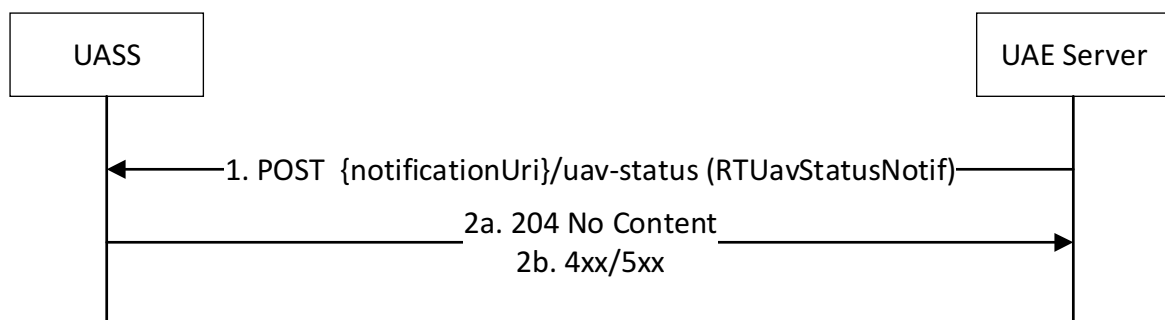 UASS
UAE Server
1. POST {notificationUri}/uav-status (RTUavStatusNotif)
2a. 204 No Content
2b. 4xx/5xx